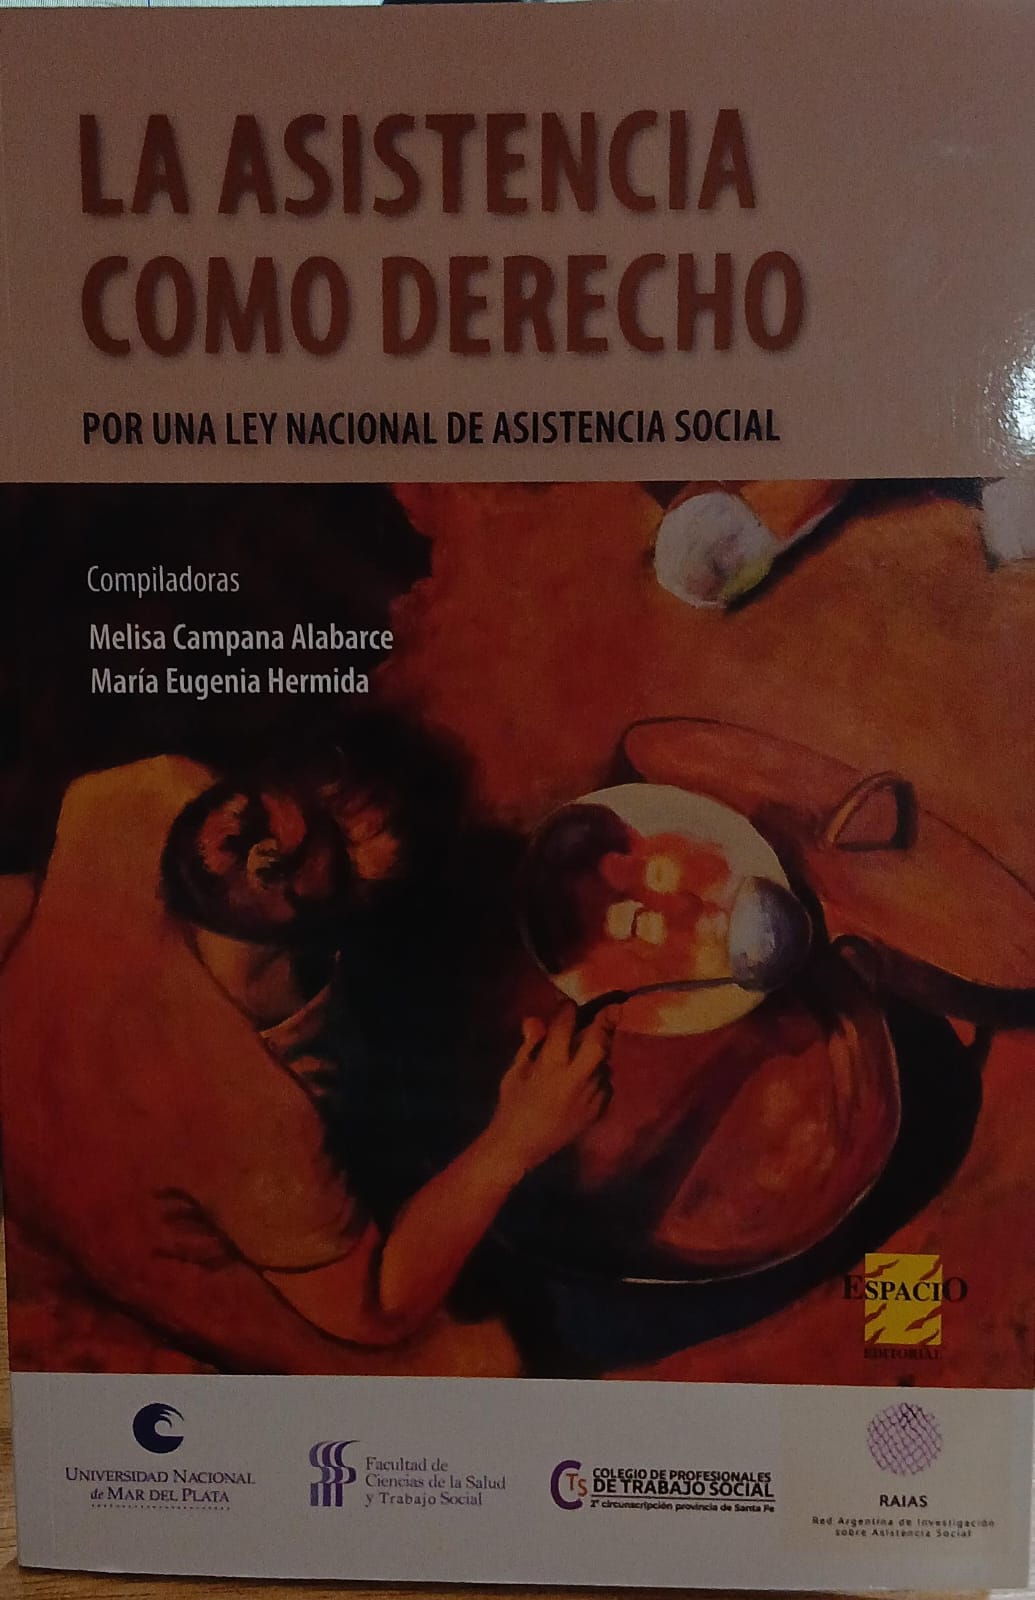 LA ASISTENCIA
COMO DERECHO
POR UNA LEY NACIONAL DE ASISTENCIA SOCIAL
Compiladoras
Melisa Campana Alabarce
María Eugenia Hermida
ESPACIO
EDITORIAL
UNIVERSIDAD NACIONAL
de MAR DEL PLATA
Facultad de
Ciencias de la Salud
y Trabajo Social
CTS
COLEGIO DE PROFESIONALES
DE TRABAJO SOCIAL
2ª circunscripción provincia de Santa Fe
RAIAS
Red Argentina de Investigación
sobre Asistencia Social